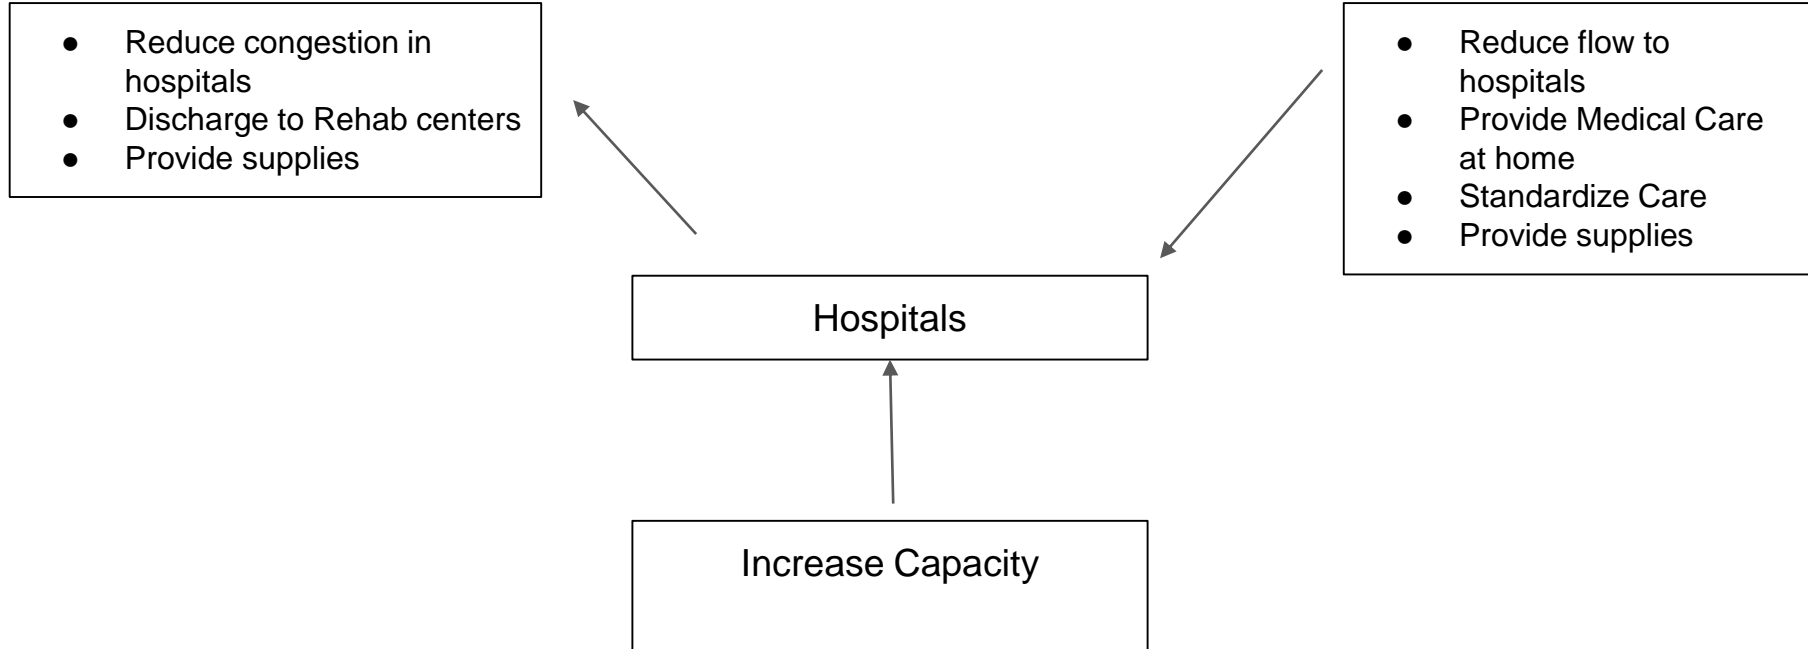 ● Reduce congestion in
hospitals
● Discharge to Rehab centers
● Provide supplies
● Reduce flow to
hospitals
● Provide Medical Care
at home
● Standardize Care
● Provide supplies
Hospitals
Increase Capacity